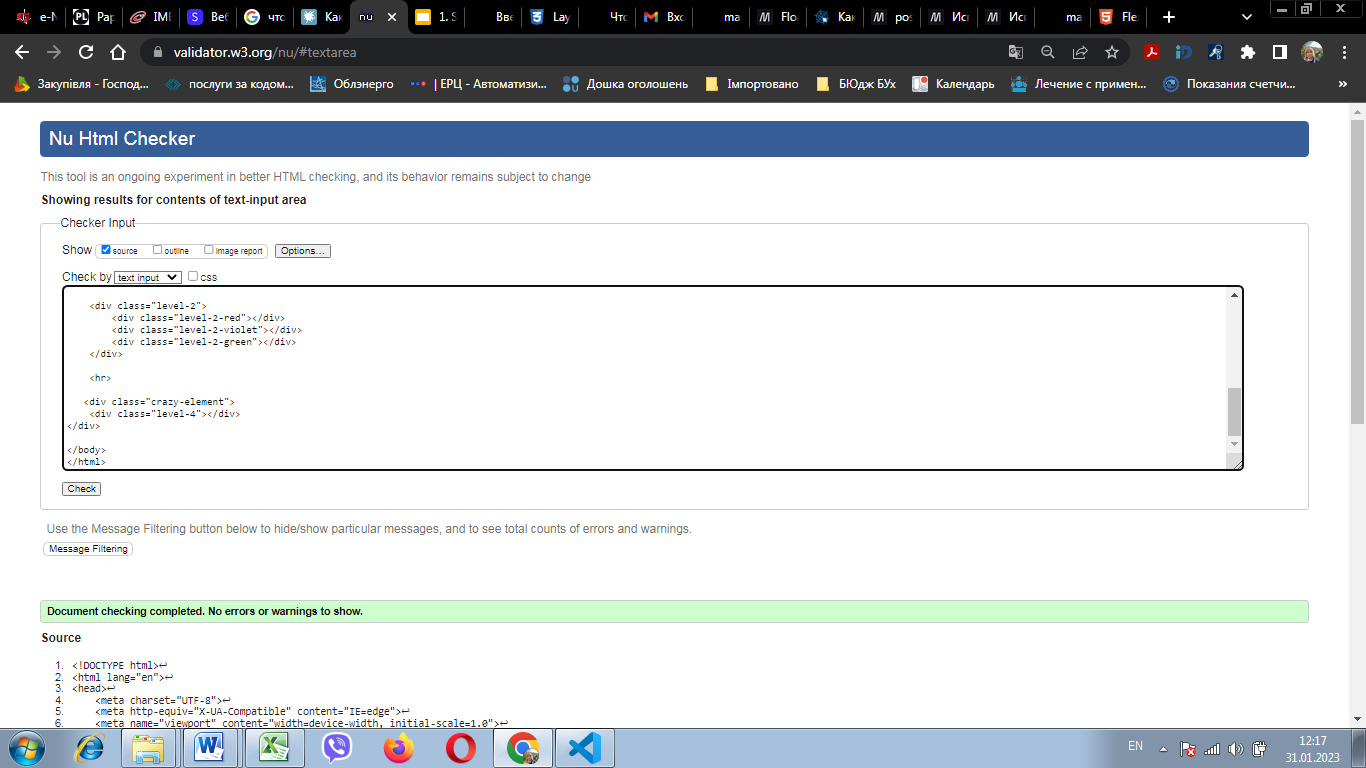 e-N
Pap
IMI
Веб
что
Как
nu
1. S
Вве
Lay
Что
Вхо
ma
Flo
Как
pos
Исп
Исп
ma
Fle
validator.w3.org/nu/#textarea
Закупівля - Господ...
послуги за кодом...
Облэнерго
| ЕРЦ - Автоматизи...
Дошка оголошень
Імпортовано
БЮдж БУх
Календарь
Лечение с примен...
Показания счетчи...
Nu Html Checker
This tool is an ongoing experiment in better HTML checking, and its behavior remains subject to change
Showing results for contents of text-input area
Checker Input
Show source outline image report Options...
Check by text input css
<div class="level-2">
<div class="level-2-red"></div>
<div class="level-2-violet"></div>
<div class="level-2-green"></div>
</div>
<hr>
<div class="crazy-element">
<div class="level-4"></div>
</div>
</body>
</html>
Check
Use the Message Filtering button below to hide/show particular messages, and to see total counts of errors and warnings.
Message Filtering
Document checking completed. No errors or warnings to show.
Source
1. <!DOCTYPE html>↩
2. <html lang="en">↩
3. <head>↩
4. <meta charset="UTF-8">↩
5. <meta http-equiv="X-UA-Compatible" content="IE=edge">↩
6. <meta name="viewport" content="width=device-width, initial-scale=1.0">↩
EN
12:17
31.01.2023